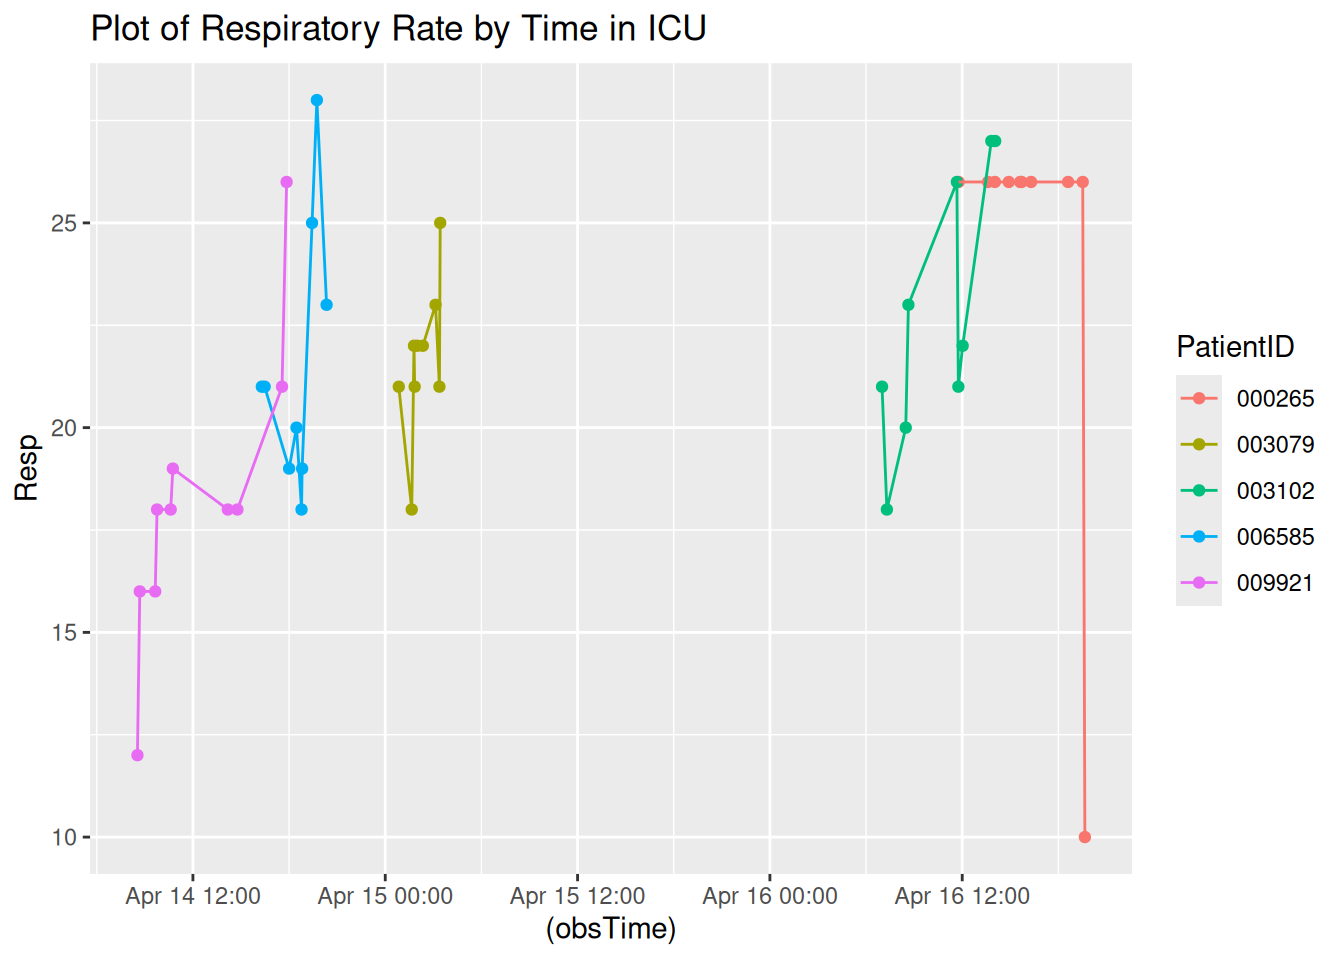 Plot of Respiratory Rate by Time in ICU
Resp
25
20
15
10
Apr 14 12:00
Apr 15 00:00
Apr 15 12:00
Apr 16 00:00
Apr 16 12:00
(obsTime)
PatientID
000265
003079
003102
006585
009921